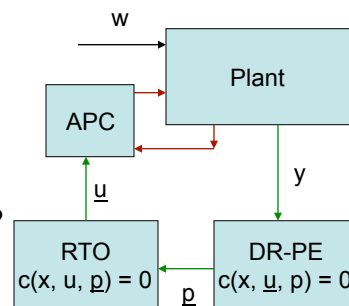 w
Plant
APC
u
y
RTO
c(x, u, p) = 0
p
DR-PE
c(x, u, p) = 0